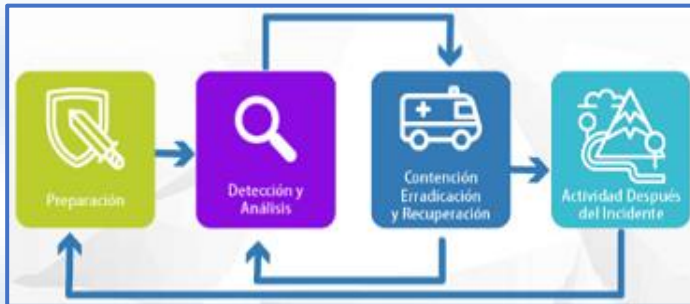 Preparación
Detección y
Análisis
Contención
Erradicación
y Recuperación
Actividad Después
del Incidente